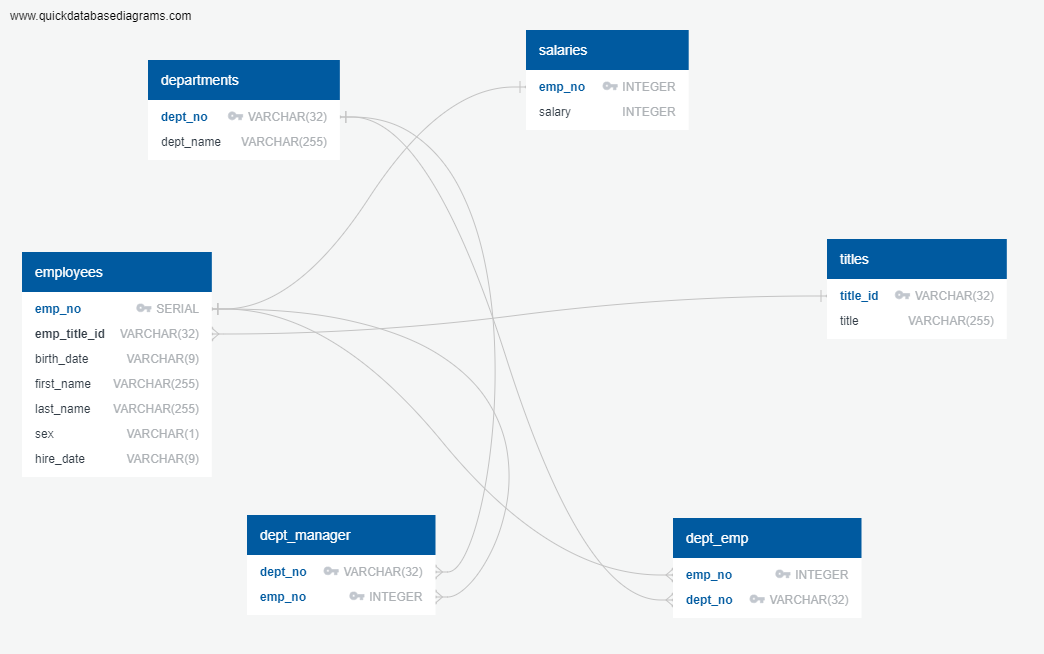 www.quickdatabasediagrams.com
salaries
emp_no INTEGER
salary INTEGER
departments
dept_no VARCHAR(32)
dept_name VARCHAR(255)
titles
title_id VARCHAR(32)
title VARCHAR(255)
employees
emp_no SERIAL
emp_title_id VARCHAR(32)
birth_date VARCHAR(9)
first_name VARCHAR(255)
last_name VARCHAR(255)
sex VARCHAR(1)
hire_date VARCHAR(9)
dept_manager
dept_no VARCHAR(32)
emp_no INTEGER
dept_emp
emp_no INTEGER
dept_no VARCHAR(32)